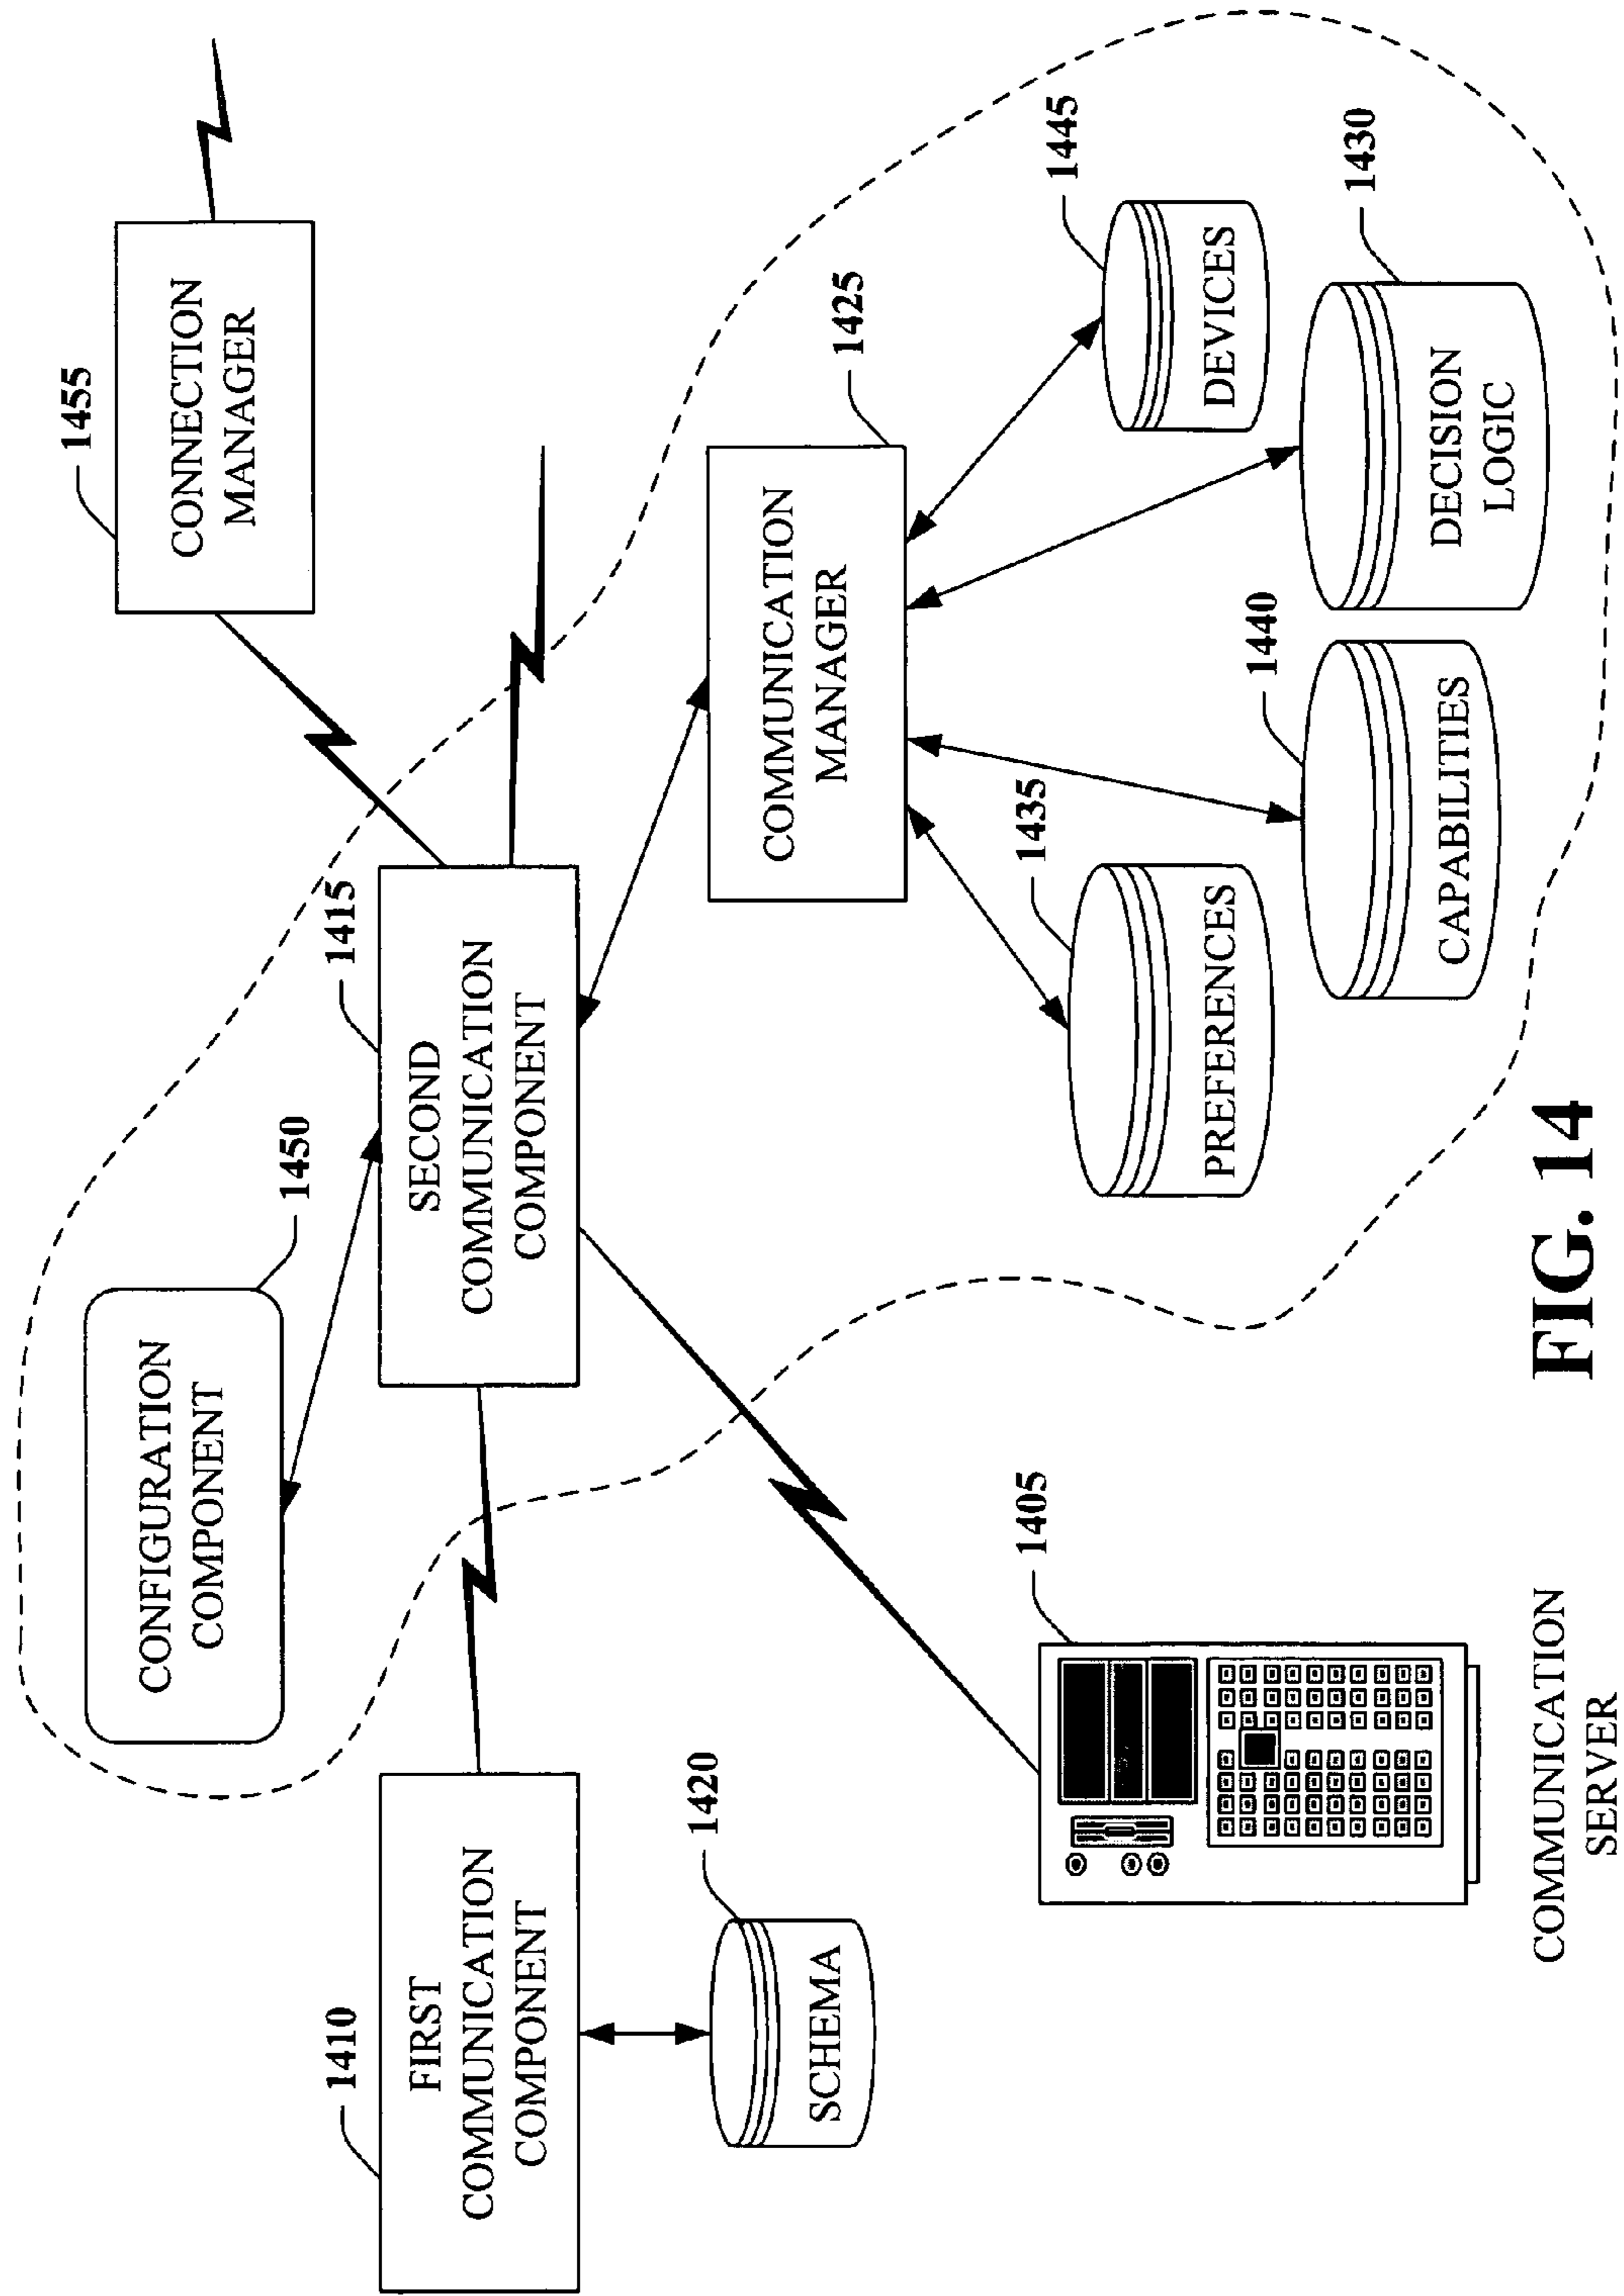 1455
CONNECTION
MANAGER
1450
CONFIGURATION
COMPONENT
1410
FIRST
COMMUNICATION
COMPONENT
1415
SECOND
COMMUNICATION
COMPONENT
1420
SCHEMA
1425
COMMUNICATION
MANAGER
1405
COMMUNICATION
SERVER
1435
PREFERENCES
1440
CAPABILITIES
1445
DEVICES
1430
DECISION
LOGIC
FIG. 14